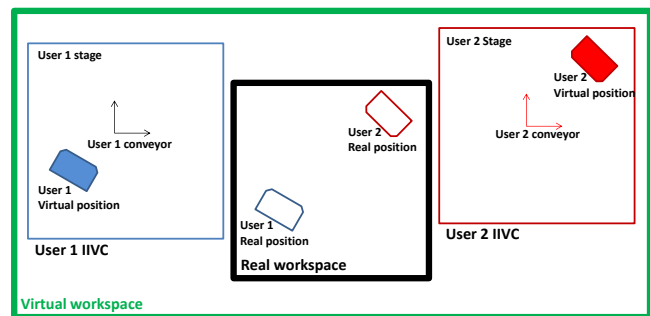 User 1 stage
User 1 conveyor
User 1
Virtual position
User 1 IIVC
User 2
Real position
User 1
Real position
Real workspace
User 2 Stage
User 2
Virtual position
User 2 conveyor
User 2 IIVC
Virtual workspace